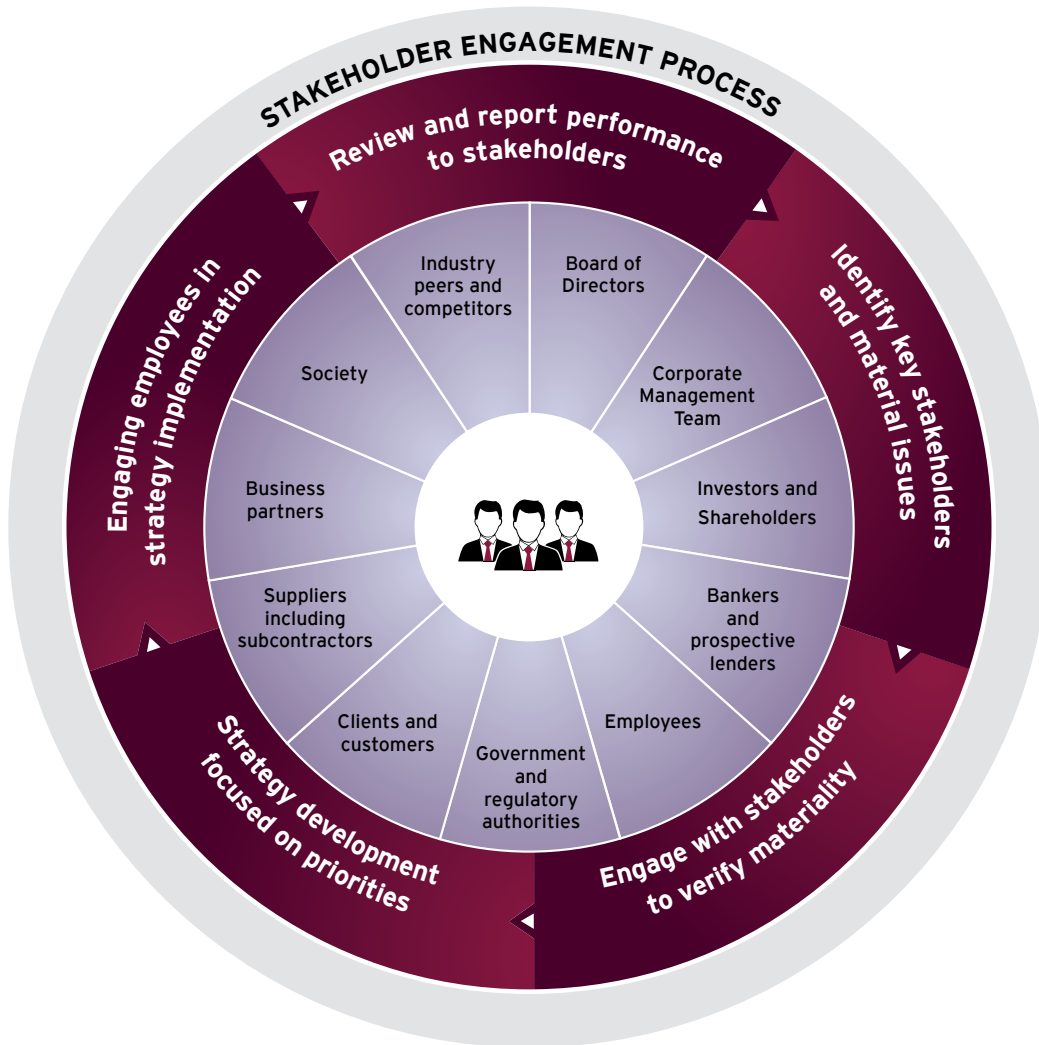 STAKEHOLDER ENGAGEMENT PROCESS
Review and report performance
to stakeholders
Identify key stakeholders
and material issues
Engage with stakeholders
to verify materiality
Strategy development
focused on priorities
Engaging employees in
strategy implementation
Board of
Directors
Corporate
Management
Team
Investors and
Shareholders
Bankers
and
prospective
lenders
Employees
Government
and
regulatory
authorities
Clients and
customers
Suppliers
including
subcontractors
Business
partners
Society
Industry
peers and
competitors